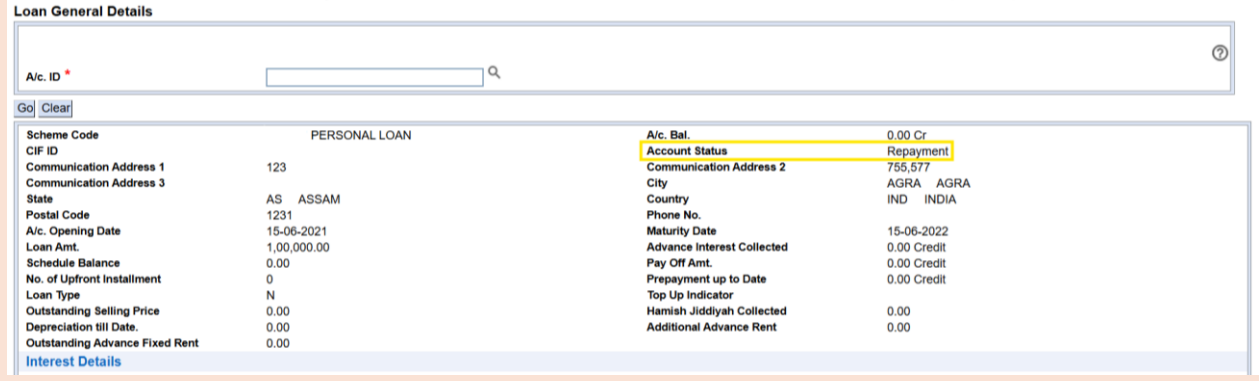 Loan General Details
A/c. ID *
Go Clear
Scheme Code PERSONAL LOAN A/c. Bal. 0.00 Cr
CIF ID Account Status Repayment
Communication Address 1 123 Communication Address 2 755,577
Communication Address 3 City AGRA AGRA
State AS ASSAM Country IND INDIA
Postal Code 1231 Phone No.
A/c. Opening Date 15-06-2021 Maturity Date 15-06-2022
Loan Amt. 1,00,000.00 Advance Interest Collected 0.00 Credit
Schedule Balance 0.00 Pay Off Amt. 0.00 Credit
No. of Upfront Installment 0 Prepayment up to Date 0.00 Credit
Loan Type N Top Up Indicator
Outstanding Selling Price 0.00 Hamish Jiddiyah Collected 0.00
Depreciation till Date. 0.00 Additional Advance Rent 0.00
Outstanding Advance Fixed Rent 0.00
Interest Details